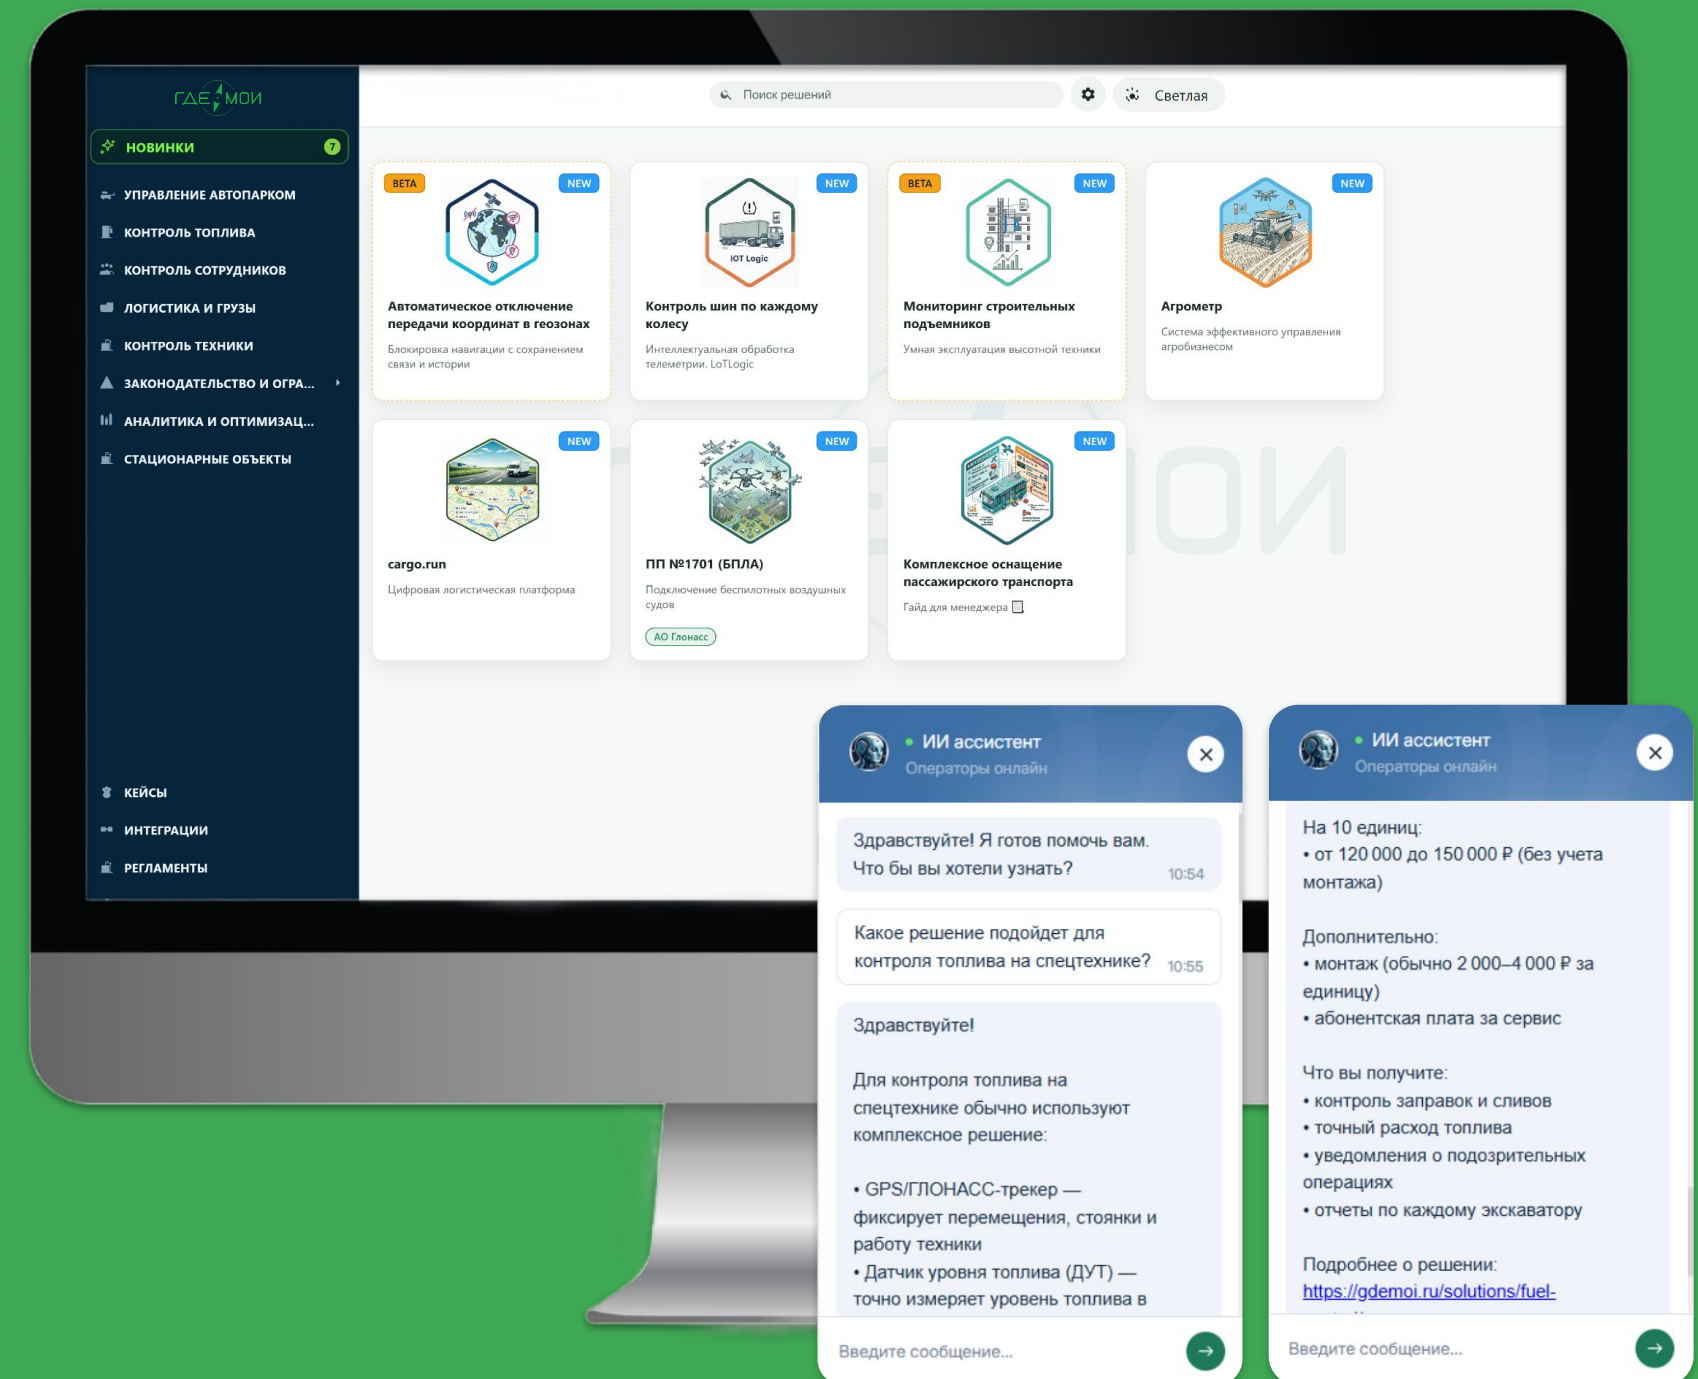 ГДЕ МОИ
НОВИНКИ 7
УПРАВЛЕНИЕ АВТОПАРКОМ
КОНТРОЛЬ ТОПЛИВА
КОНТРОЛЬ СОТРУДНИКОВ
ЛОГИСТИКА И ГРУЗЫ
КОНТРОЛЬ ТЕХНИКИ
ЗАКОНОДАТЕЛЬСТВО И ОГРА...
АНАЛИТИКА И ОПТИМИЗАЦ...
СТАЦИОНАРНЫЕ ОБЪЕКТЫ
КЕЙСЫ
ИНТЕГРАЦИИ
РЕГЛАМЕНТЫ
Поиск решений
Светлая
BETA
NEW
Автоматическое отключение
передачи координат в геозонах
Блокировка навигации с сохранением
связи и истории
NEW
IOT Logic
Контроль шин по каждому
колесу
Интеллектуальная обработка
телеметрии. LoTLogic
BETA
NEW
Мониторинг строительных
подъемников
Умная эксплуатация высотной техники
NEW
Агрометр
Система эффективного управления
агробизнесом
NEW
cargo.run
Цифровая логистическая платформа
NEW
ПП №1701 (БПЛА)
Подключение беспилотных воздушных
судов
АО Глонасс
NEW
Комплексное оснащение
пассажирского транспорта
Гайд для менеджера
МОИ
ИИ ассистент
Операторы онлайн
Здравствуйте! Я готов помочь вам.
Что бы вы хотели узнать?
10:54
Какое решение подойдет для
контроля топлива на спецтехнике?
10:55
Здравствуйте!
Для контроля топлива на
спецтехнике обычно используют
комплексное решение:
• GPS/ГЛОНАСС-трекер —
фиксирует перемещения, стоянки и
работу техники
• Датчик уровня топлива (ДУТ) —
точно измеряет уровень топлива в
Введите сообщение...
ИИ ассистент
Операторы онлайн
На 10 единиц:
• от 120 000 до 150 000 ₽ (без учета
монтажа)
Дополнительно:
• монтаж (обычно 2 000–4 000 ₽ за
единицу)
• абонентская плата за сервис
Что вы получите:
• контроль заправок и сливов
• точный расход топлива
• уведомления о подозрительных
операциях
• отчеты по каждому экскаватору
Подробнее о решении:
https://gdemoi.ru/solutions/fuel-
Введите сообщение...